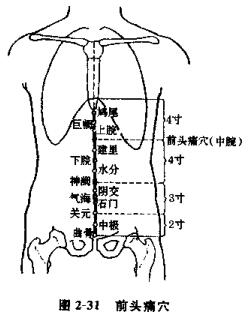 鸠尾
巨阙
上脘
4寸
前头痛穴(中脘)
建里
下脘
4寸
水分
神阙
阴交
气海
石门
3寸
关元
中极
2寸
曲骨
图 2-31 前头痛穴